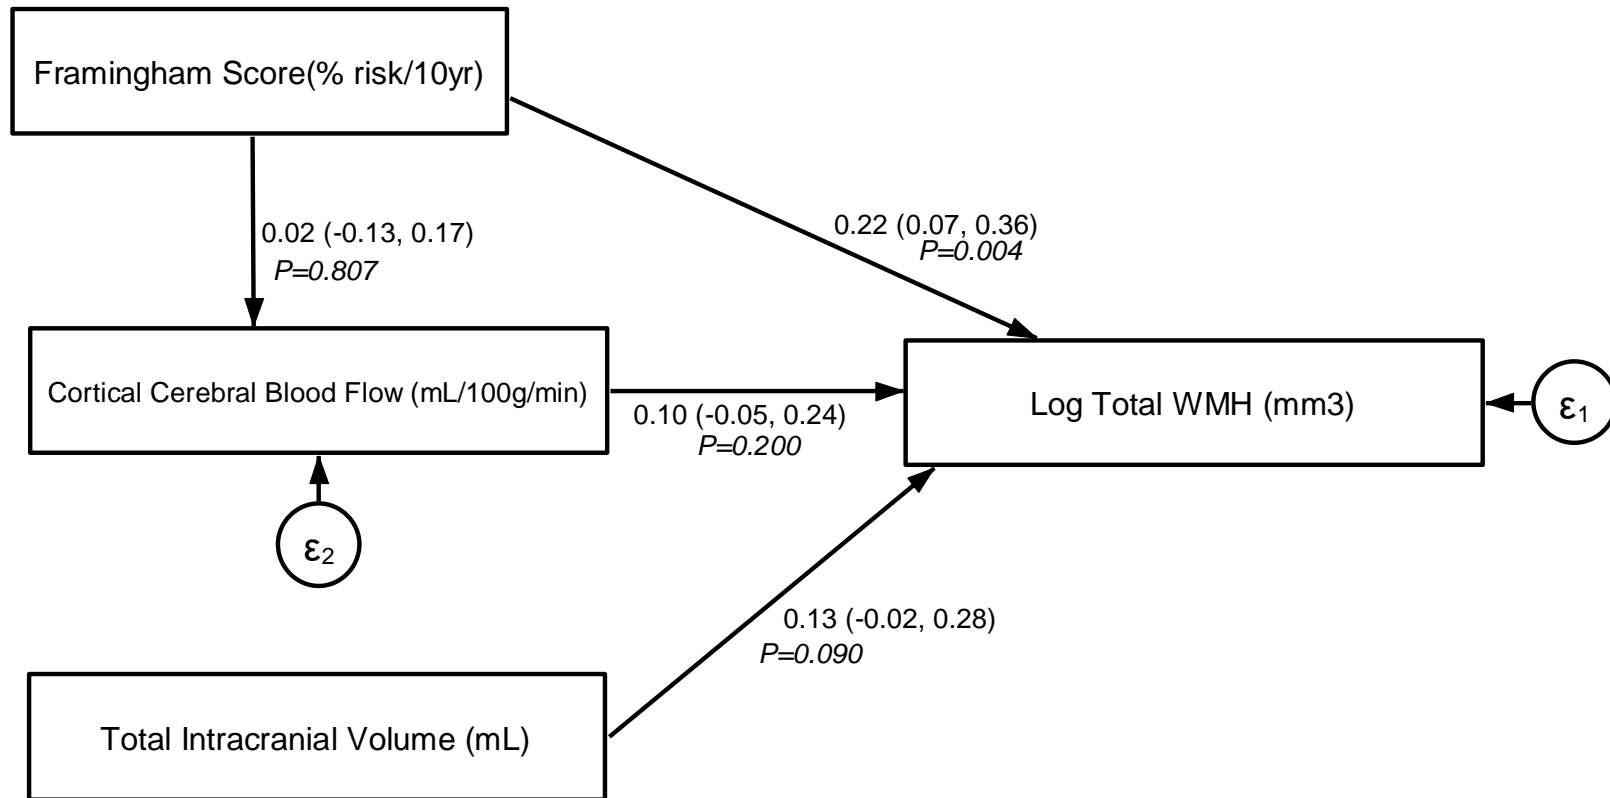 Framingham Score(% risk/10yr)
0.02 (-0.13, 0.17)
P=0.807
0.22 (0.07, 0.36)
P=0.004
Cortical Cerebral Blood Flow (mL/100g/min)
0.10 (-0.05, 0.24)
P=0.200
Log Total WMH (mm3)
ε1
ε2
0.13 (-0.02, 0.28)
P=0.090
Total Intracranial Volume (mL)